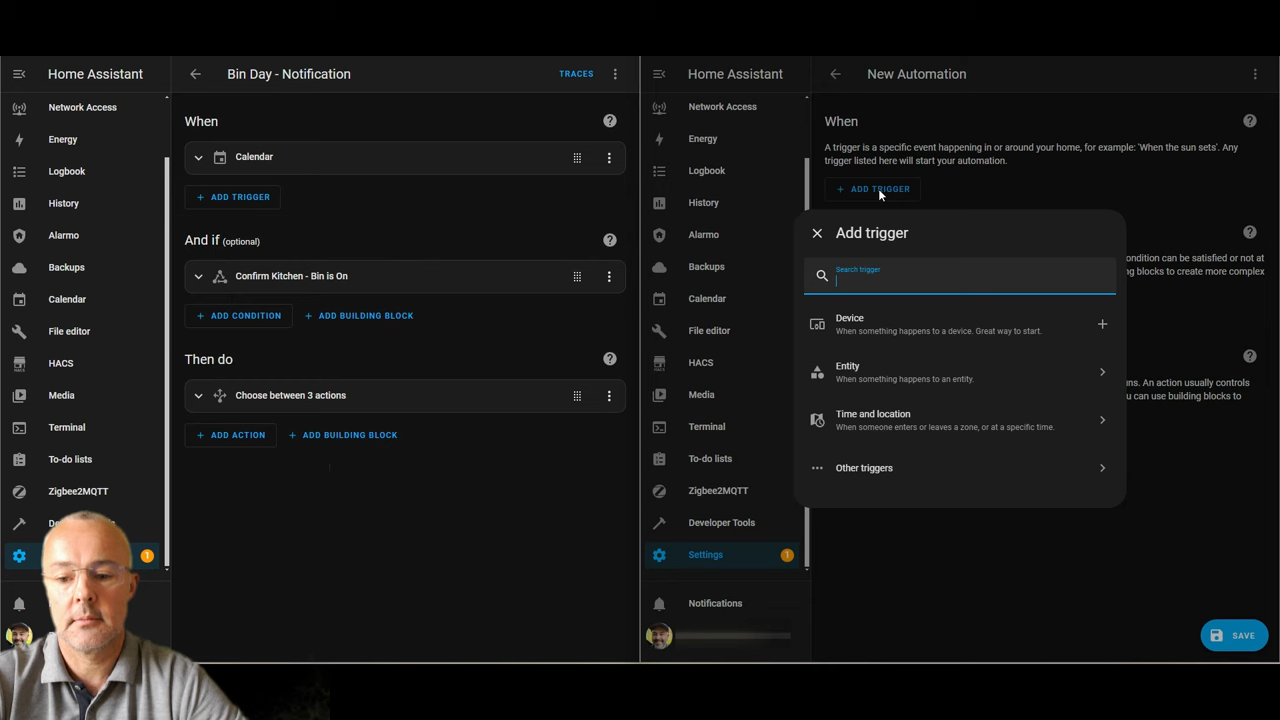 Home Assistant
Network Access
Energy
Logbook
History
Alarmo
Backups
Calendar
File editor
HACS
Media
Terminal
To-do lists
Zigbee2MQTT
1
Bin Day - Notification
TRACES
When
Calendar
ADD TRIGGER
And if (optional)
Confirm Kitchen - Bin is On
ADD CONDITION
ADD BUILDING BLOCK
Then do
Choose between 3 actions
ADD ACTION
ADD BUILDING BLOCK
Home Assistant
Network Access
Energy
Logbook
History
Alarmo
Backups
Calendar
File editor
HACS
Media
Terminal
To-do lists
Zigbee2MQTT
Developer Tools
Settings
1
Notifications
New Automation
When
A trigger is a specific event happening in or around your home, for example: 'When the sun sets'. Any
trigger listed here will start your automation.
ADD TRIGGER
ondition can be satisfied or not at
g blocks to create more complex
ns. An action usually controls
u can use building blocks to
Add trigger
Search trigger
Device
When something happens to a device. Great way to start.
Entity
When something happens to an entity.
Time and location
When someone enters or leaves a zone, or at a specific time.
Other triggers
SAVE